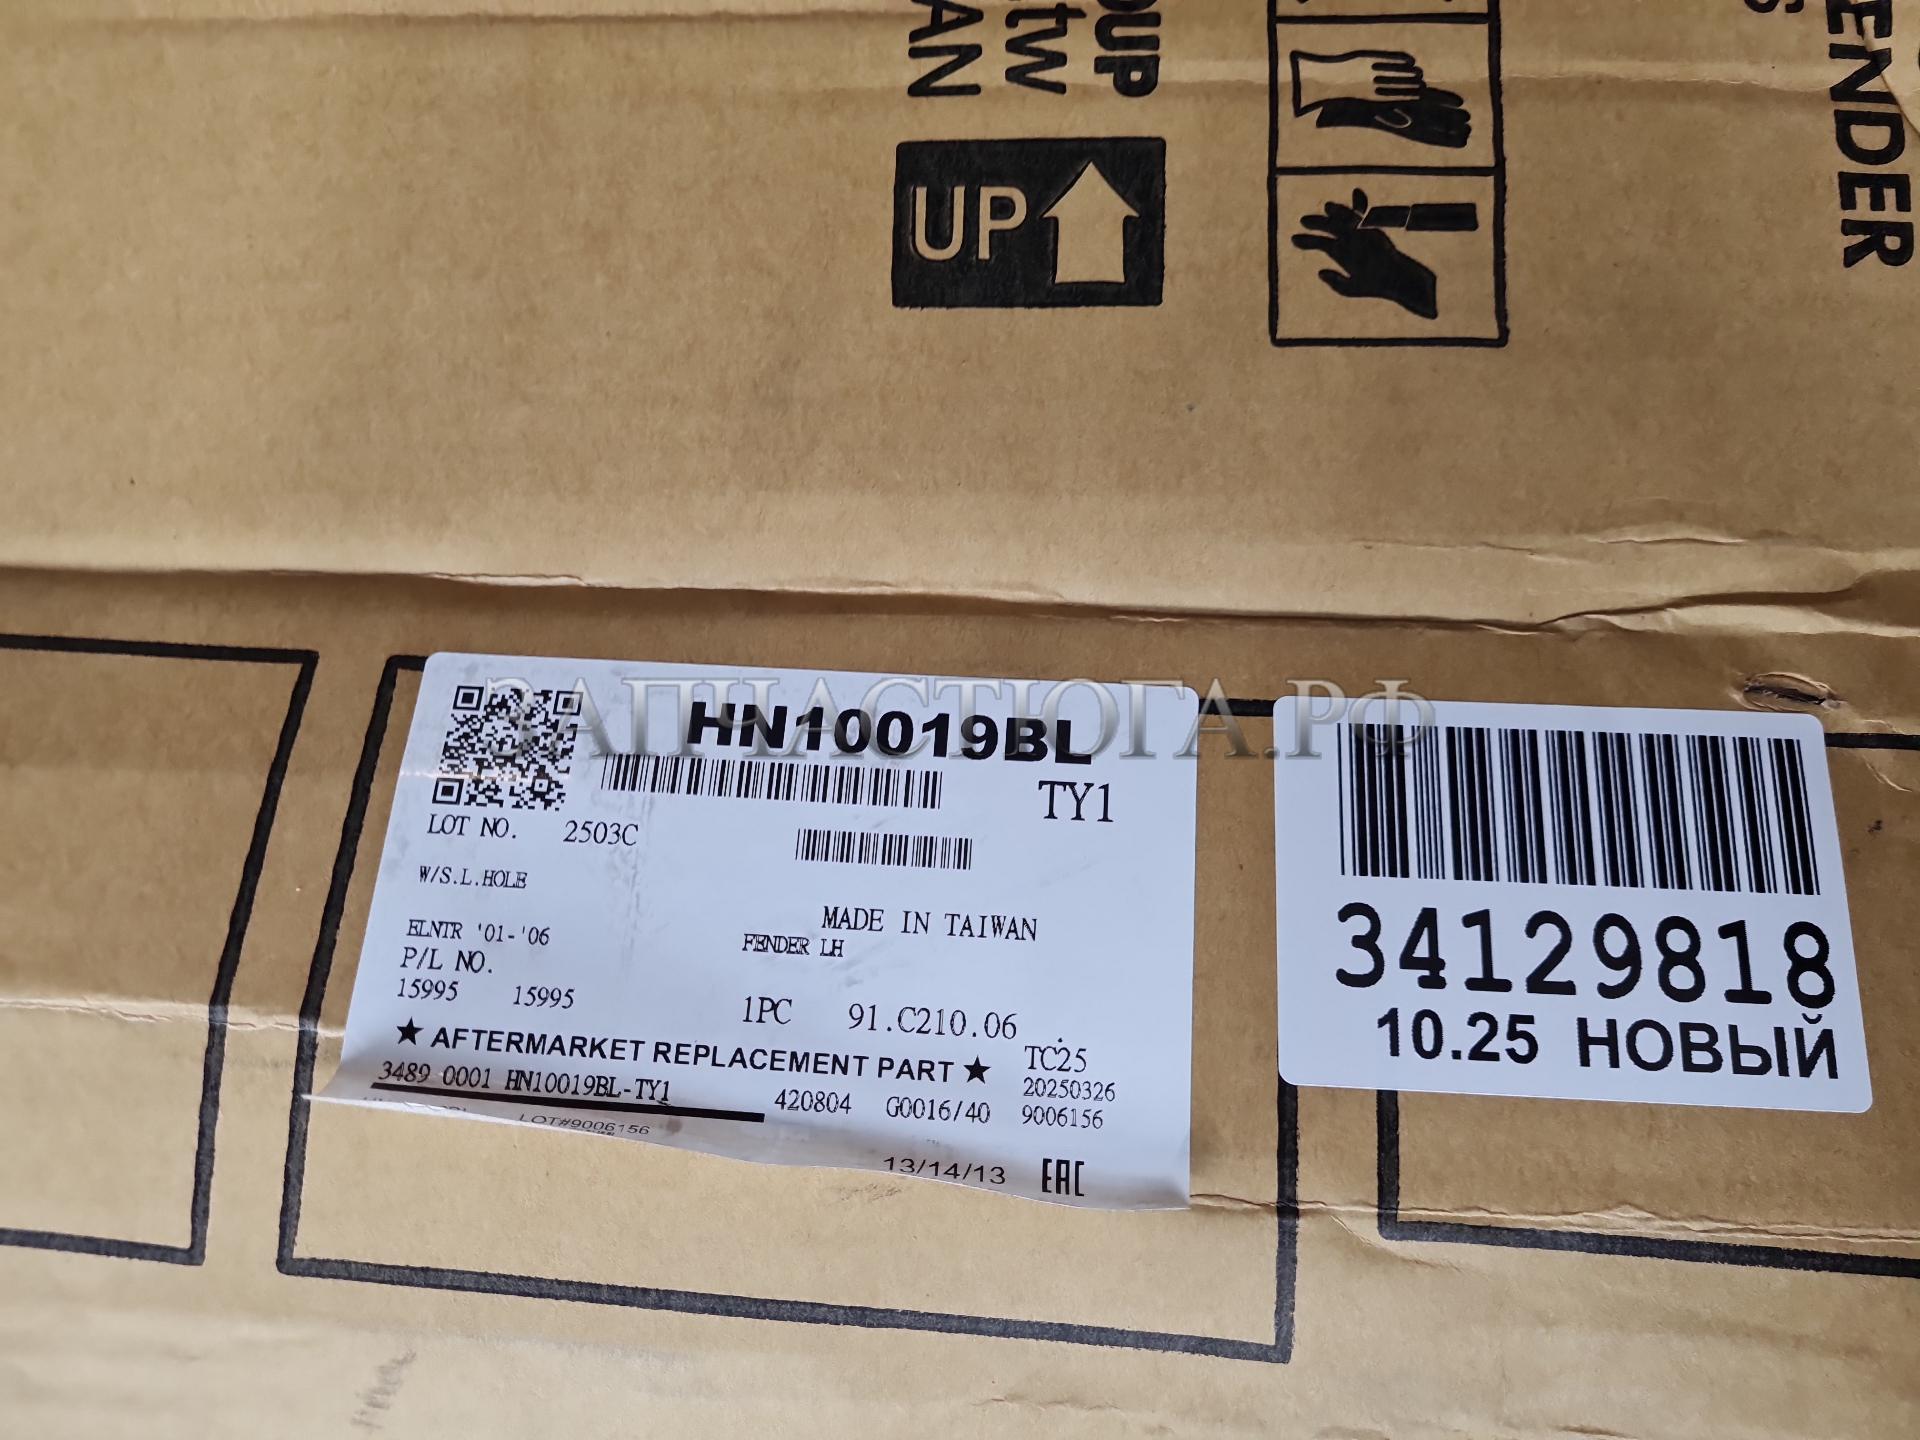 OUP
tw
AN
UP
ENDER
S
ЗАПЧАСТЮГА.РФ
HN10019BL
TY1
LOT NO. 2503C
W/S.L.HOLE
MADE IN TAIWAN
ELNTR '01-'06
FENDER LH
P/L NO.
15995 15995
1PC 91.C210.06
★ AFTERMARKET REPLACEMENT PART ★
TC25
3489 0001 HN10019BL-TY1
420804 G0016/40
20250326
9006156
LOT#9006156
13/14/13
EAC
34129818
10.25 НОВЫЙ